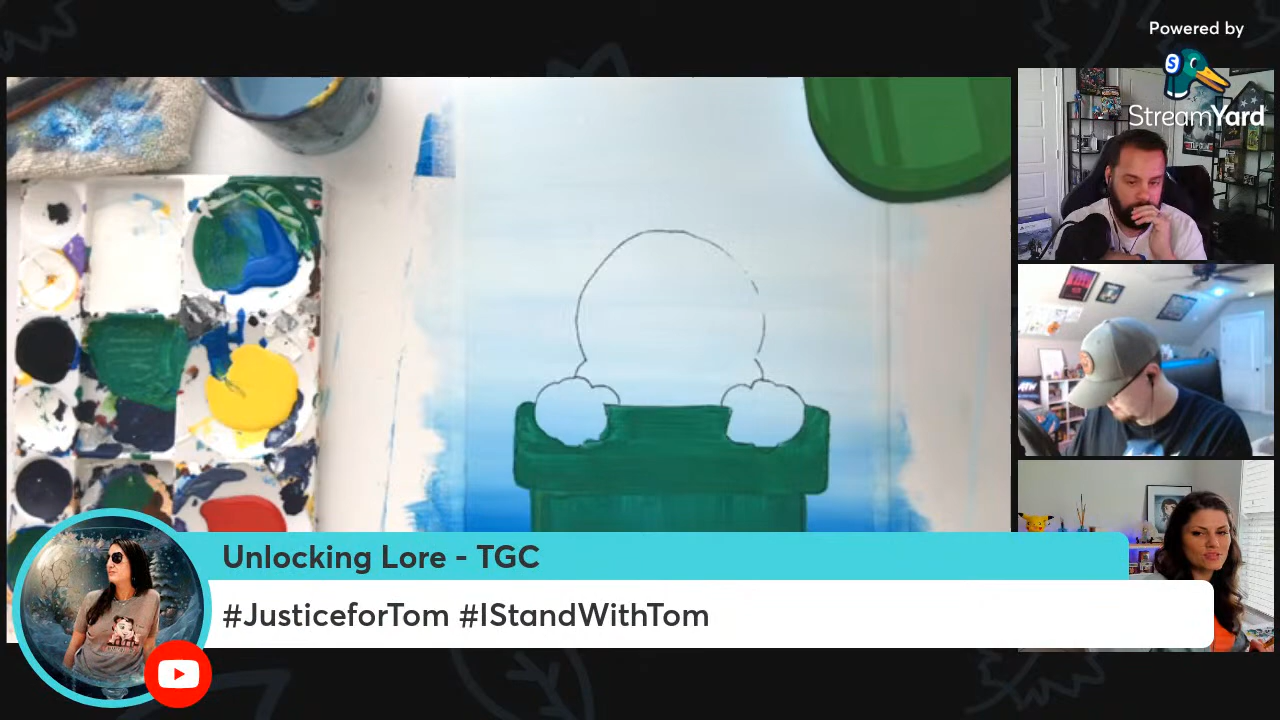 Powered by
S
StreamYard
Unlocking Lore - TGC
#JusticeforTom #IStandWithTom